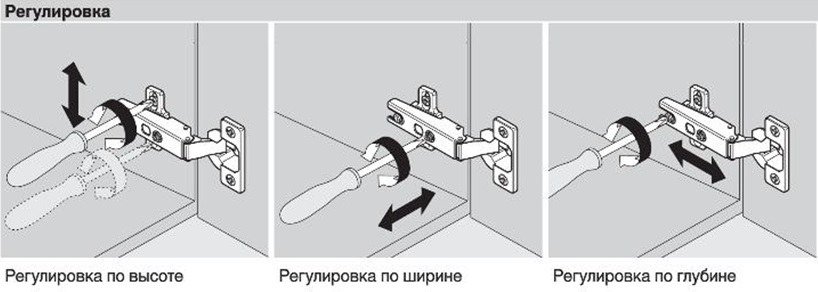 Регулировка
Регулировка по высоте
Регулировка по ширине
Регулировка по глубине